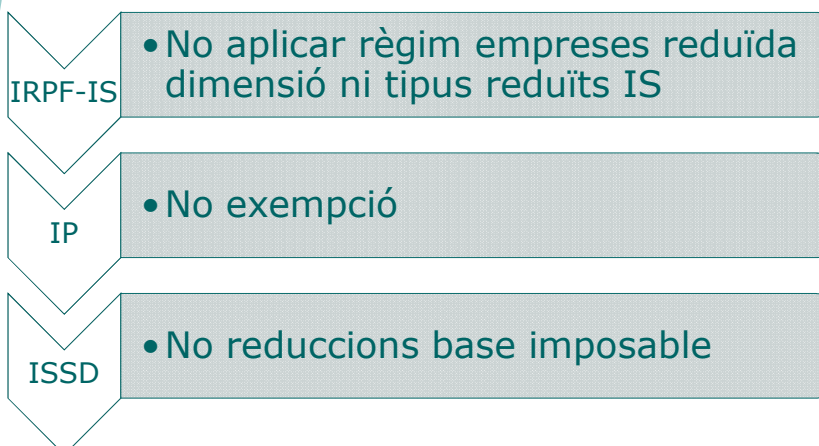 IRPF-IS
• No aplicar règim empreses reduïda
dimensió ni tipus reduïts IS
IP
• No exempció
ISSD
• No reduccions base imposable